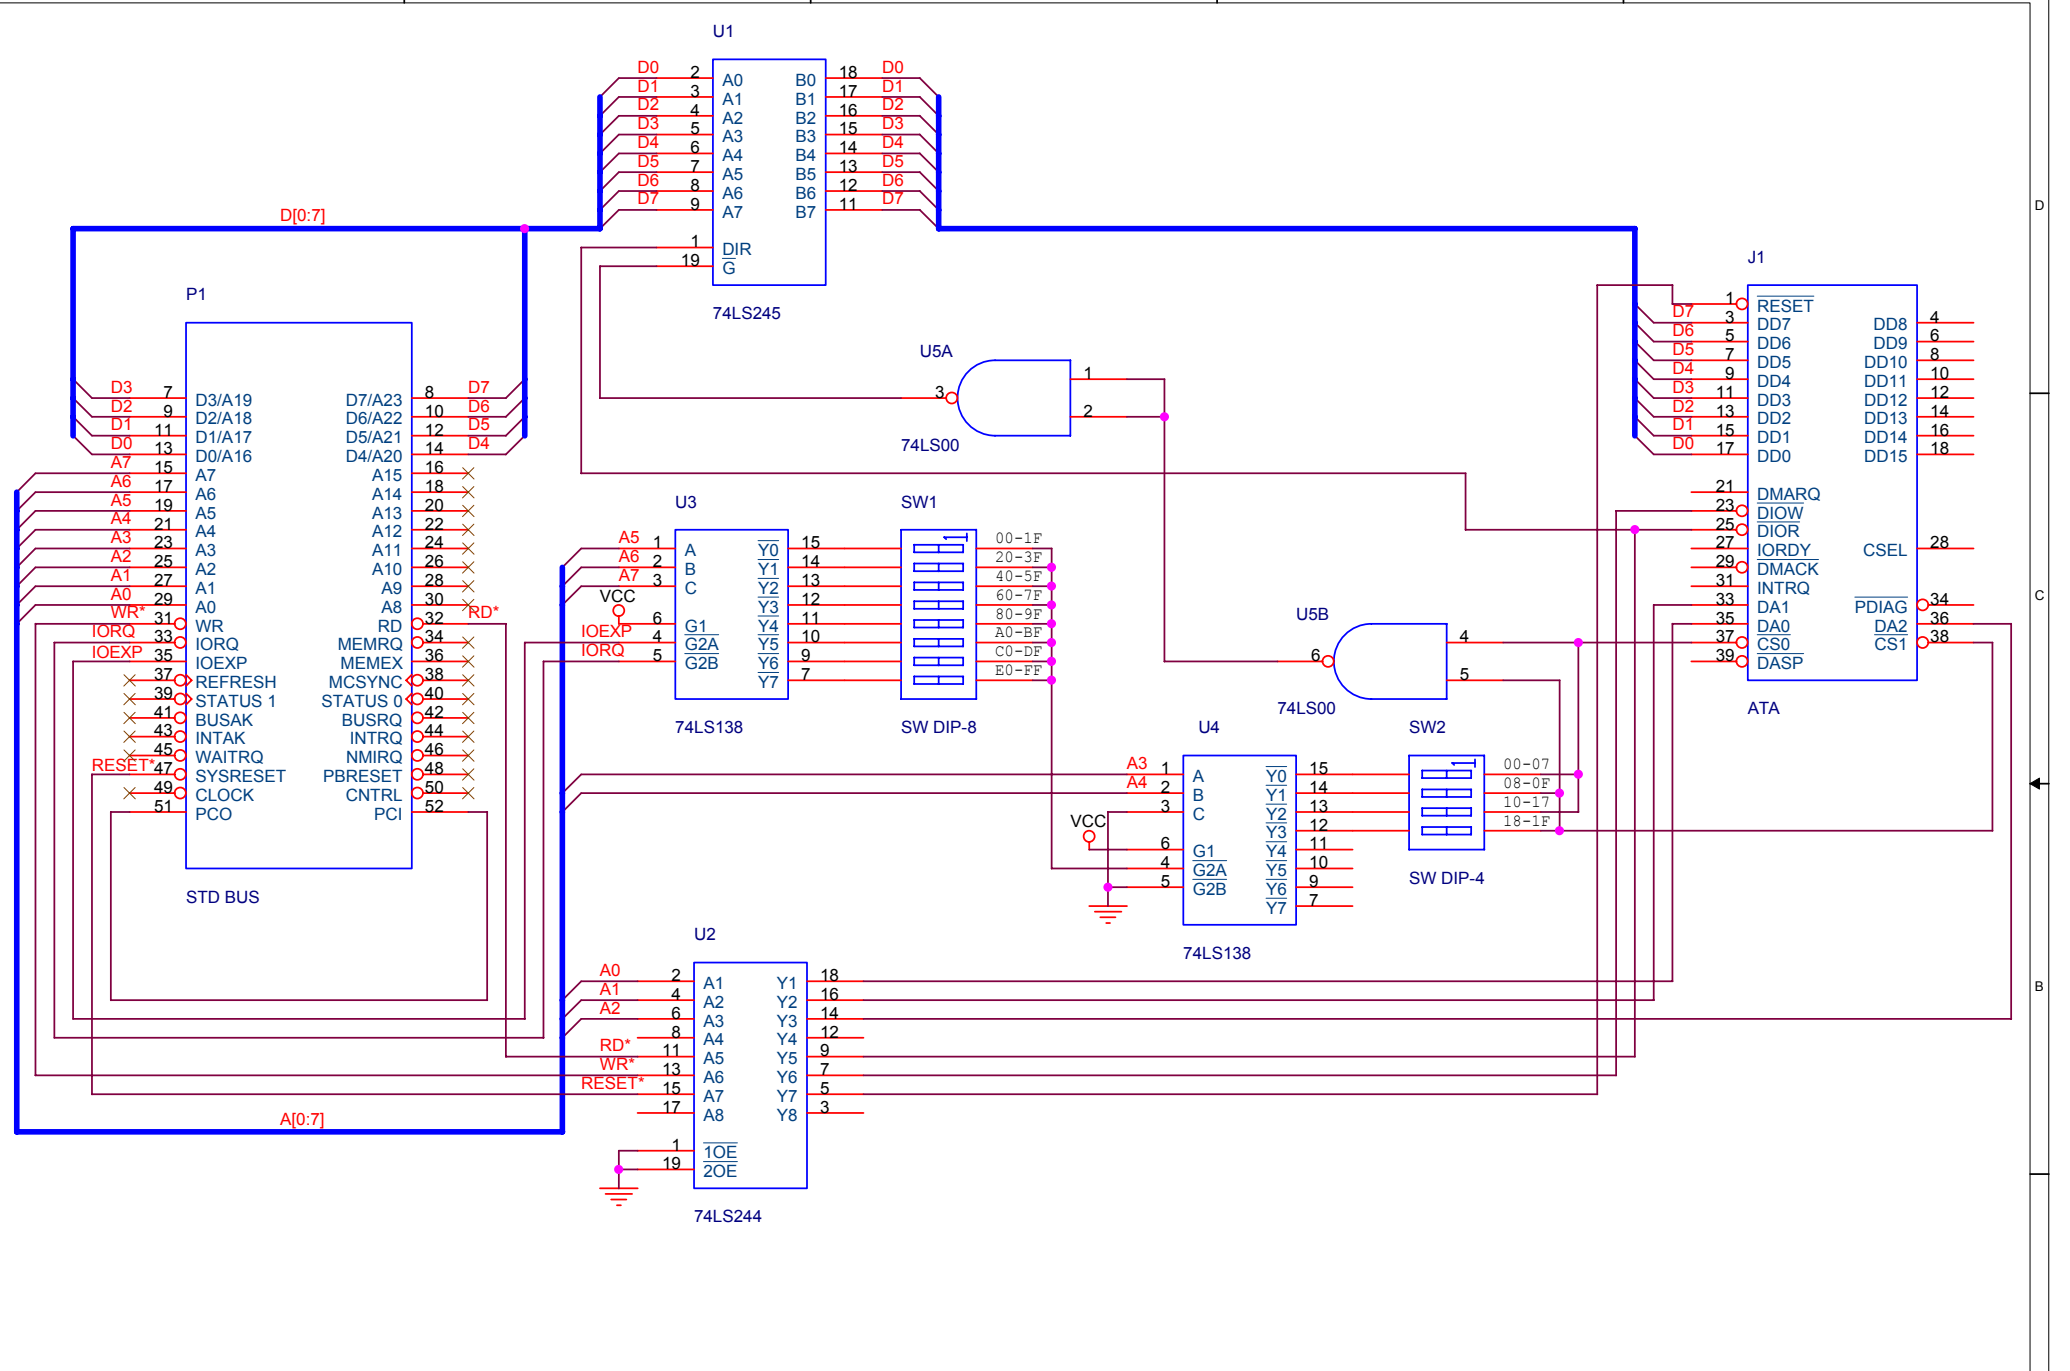 U1
D0 2 A0 B0 18 D0
D1 3 A1 B1 17 D1
D2 4 A2 B2 16 D2
D3 5 A3 B3 15 D3
D4 6 A4 B4 14 D4
D5 7 A5 B5 13 D5
D6 8 A6 B6 12 D6
D7 9 A7 B7 11 D7
1 DIR
19 G
74LS245
D[0:7]
D
P1
D3 7 D3/A19 D7/A23 8 D7
D2 9 D2/A18 D6/A22 10 D6
D1 11 D1/A17 D5/A21 12 D5
D0 13 D0/A16 D4/A20 14 D4
A7 15 A7 A15 16
A6 17 A6 A14 18
A5 19 A5 A13 20
A4 21 A4 A12 22
A3 23 A3 A11 24
A2 25 A2 A10 26
A1 27 A1 A9 28
A0 29 A0 A8 30
WR* 31 WR RD 32 RD*
IORQ 33 IORQ MEMRQ 34
IOEXP 35 IOEXP MEMEX 36
37 REFRESH MCSYNC 38
39 STATUS 1 STATUS 0 40
41 BUSAK BUSRQ 42
43 INTAK INTRQ 44
45 WAITRQ NMIRQ 46
RESET* 47 SYSRESET PBRESET 48
49 CLOCK CNTRL 50
51 PCO PCI 52
STD BUS
U5A
3 1
2
74LS00
J1
1 RESET
D7 3 DD7 DD8 4
D6 5 DD6 DD9 6
D5 7 DD5 DD10 8
D4 9 DD4 DD11 10
D3 11 DD3 DD12 12
D2 13 DD2 DD13 14
D1 15 DD1 DD14 16
D0 17 DD0 DD15 18
21 DMARQ
23 DIOW
25 DIOR
27 IORDY CSEL 28
29 DMACK
31 INTRQ
33 DA1 PDIAG 34
35 DA0 DA2 36
37 CS0 CS1 38
39 DASP
ATA
C
U3
A5 1 A Y0 15
A6 2 B Y1 14
A7 3 C Y2 13
VCC Y3 12
6 G1 Y4 11
IOEXP 4 G2A Y5 10
IORQ 5 G2B Y6 9
Y7 7
74LS138
SW1
1
00-1F
20-3F
40-5F
60-7F
80-9F
A0-BF
C0-DF
E0-FF
SW DIP-8
U5B
6 4
5
74LS00
U4
A3 1 A Y0 15
A4 2 B Y1 14
3 C Y2 13
VCC Y3 12
6 G1 Y4 11
4 G2A Y5 10
5 G2B Y6 9
Y7 7
74LS138
SW2
1
00-07
08-0F
10-17
18-1F
SW DIP-4
U2
A0 2 A1 Y1 18
A1 4 A2 Y2 16
A2 6 A3 Y3 14
8 A4 Y4 12
RD* 11 A5 Y5 9
WR* 13 A6 Y6 7
RESET* 15 A7 Y7 5
17 A8 Y8 3
1 1OE
19 2OE
74LS244
A[0:7]
B